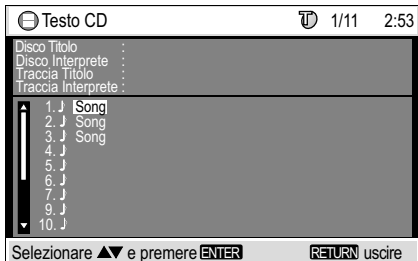 Testo CD 1/11 2:53
Disco Titolo :
Disco Interprete :
Traccia Titolo :
Traccia Interprete :
1. ♪ Song
2. ♪ Song
3. ♪ Song
4. ♪
5. ♪
6. ♪
7. ♪
9. ♪
10. ♪
Selezionare ▲▼ e premere ENTER RETURN uscire